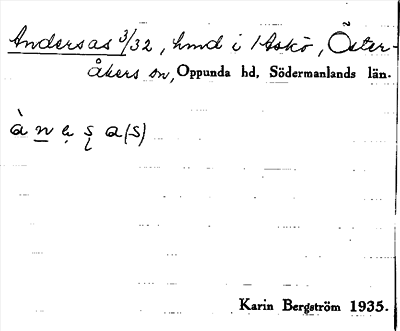 Andersas 3/32, hmd i Askö, Öster-
åkers sn, Oppunda hd, Södermanlands län.
à n e s a(s)
Karin Bergström 1935.